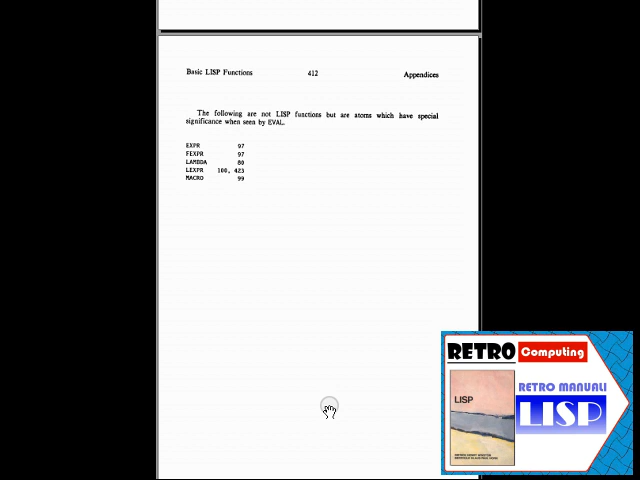 Basic LISP Functions 412 Appendices
The following are not LISP functions but are atoms which have special
significance when seen by EVAL.
EXPR 97
FEXPR 97
LAMBDA 80
LEXPR 100, 423
MACRO 99
RETRO Computing
RETRO MANUALI
LISP
LISP